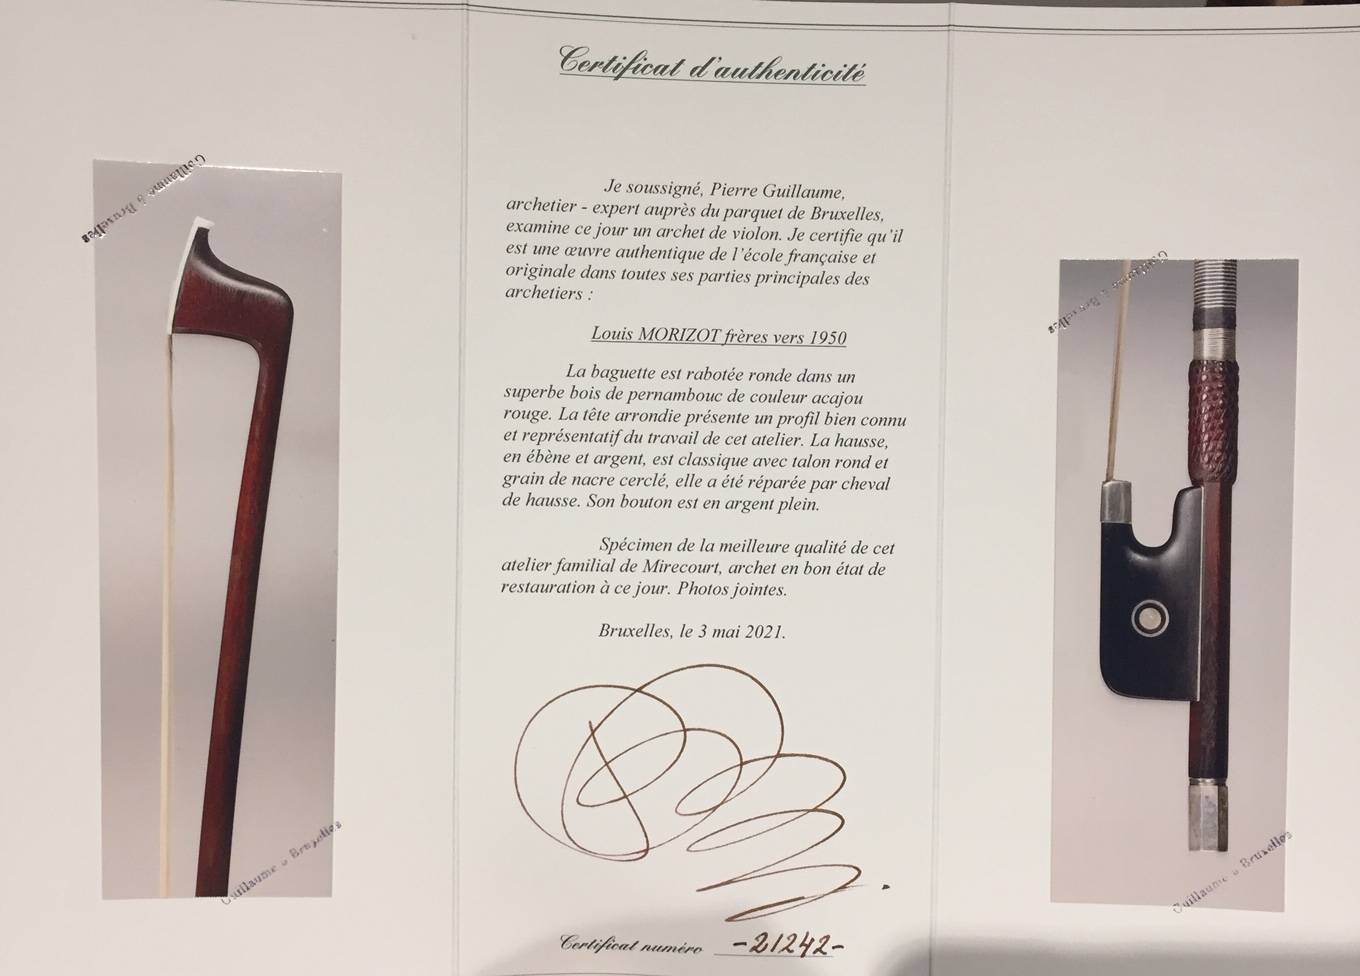 Certificat d'authenticité
Je soussigné, Pierre Guillaume,
archetier - expert auprès du parquet de Bruxelles,
examine ce jour un archet de violon. Je certifie qu'il
est une œuvre authentique de l'école française et
originale dans toutes ses parties principales des
archetiers :
Louis MORIZOT frères vers 1950
La baguette est rabotée ronde dans un
superbe bois de pernambouc de couleur acajou
rouge. La tête arrondie présente un profil bien connu
et représentatif du travail de cet atelier. La hausse,
en ébène et argent, est classique avec talon rond et
grain de nacre cerclé, elle a été réparée par cheval
de hausse. Son bouton est en argent plein.
Spécimen de la meilleure qualité de cet
atelier familial de Mirecourt, archet en bon état de
restauration à ce jour. Photos jointes.
Bruxelles, le 3 mai 2021.
Certificat numéro -21242-
Guillaume à Bruxelles
Guillaume à Bruxelles
Guillaume à Bruxelles
Guillaume à Bruxelles